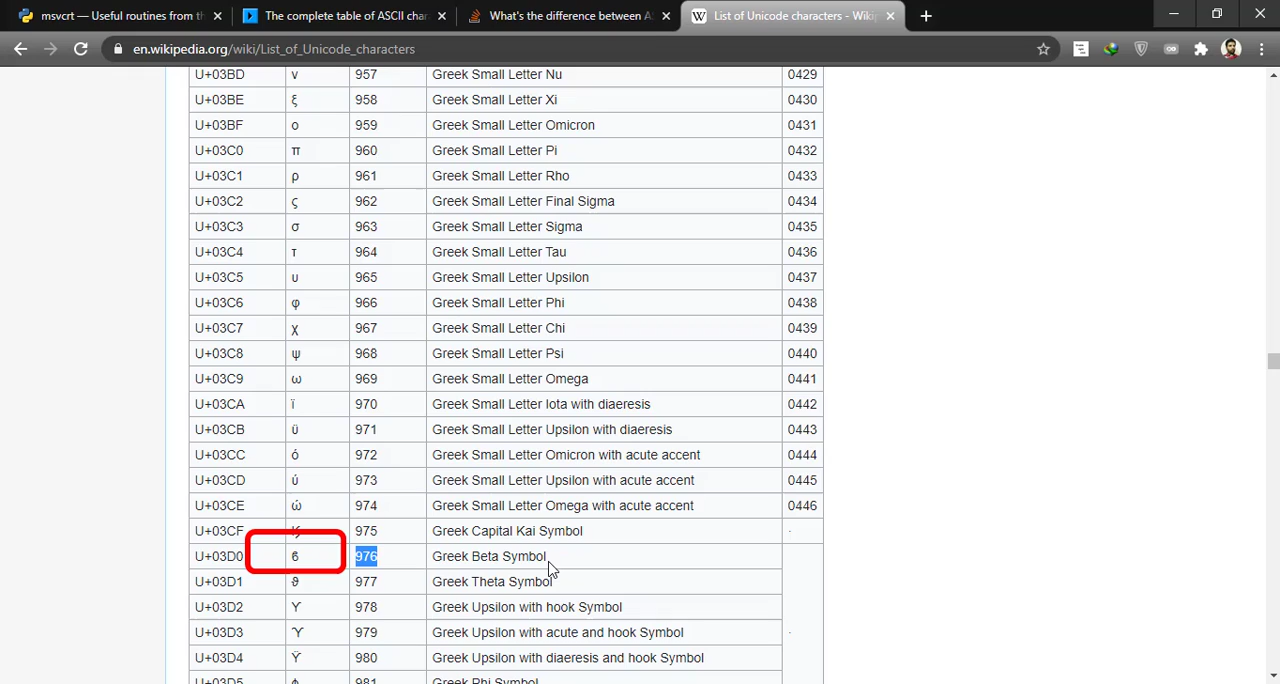 msvcrt — Useful routines from th
The complete table of ASCII char
What's the difference between AS
List of Unicode characters - Wiki
en.wikipedia.org/wiki/List_of_Unicode_characters
U+03BD ν 957 Greek Small Letter Nu 0429
U+03BE ξ 958 Greek Small Letter Xi 0430
U+03BF ο 959 Greek Small Letter Omicron 0431
U+03C0 π 960 Greek Small Letter Pi 0432
U+03C1 ρ 961 Greek Small Letter Rho 0433
U+03C2 ς 962 Greek Small Letter Final Sigma 0434
U+03C3 σ 963 Greek Small Letter Sigma 0435
U+03C4 τ 964 Greek Small Letter Tau 0436
U+03C5 υ 965 Greek Small Letter Upsilon 0437
U+03C6 φ 966 Greek Small Letter Phi 0438
U+03C7 χ 967 Greek Small Letter Chi 0439
U+03C8 ψ 968 Greek Small Letter Psi 0440
U+03C9 ω 969 Greek Small Letter Omega 0441
U+03CA ϊ 970 Greek Small Letter Iota with diaeresis 0442
U+03CB ϋ 971 Greek Small Letter Upsilon with diaeresis 0443
U+03CC ό 972 Greek Small Letter Omicron with acute accent 0444
U+03CD ύ 973 Greek Small Letter Upsilon with acute accent 0445
U+03CE ώ 974 Greek Small Letter Omega with acute accent 0446
U+03CF Ϗ 975 Greek Capital Kai Symbol
U+03D0 ϐ 976 Greek Beta Symbol
U+03D1 ϑ 977 Greek Theta Symbol
U+03D2 ϒ 978 Greek Upsilon with hook Symbol
U+03D3 ϓ 979 Greek Upsilon with acute and hook Symbol
U+03D4 ϔ 980 Greek Upsilon with diaeresis and hook Symbol
U+03D5 ϕ 981 Greek Phi Symbol